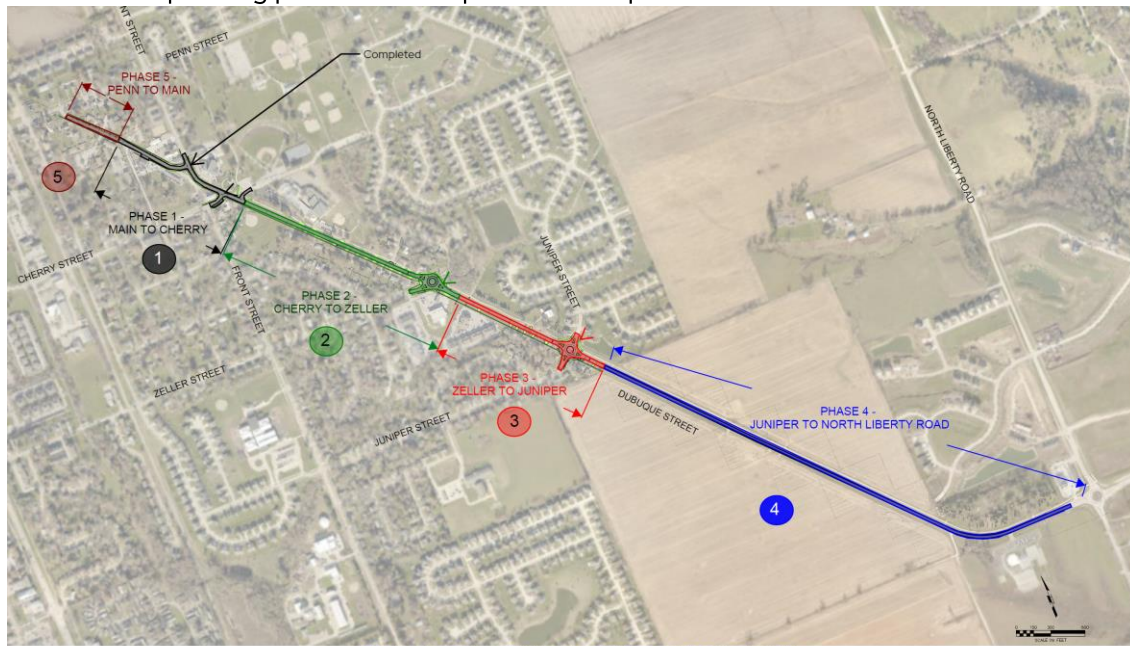 NT STREET
PENN STREET
Completed
PHASE 5 -
PENN TO MAIN
NORTH LIBERTY ROAD
5
PHASE 1 -
MAIN TO CHERRY
1
CHERRY STREET
FRONT STREET
JUNIPER STREET
PHASE 2 -
CHERRY TO ZELLER
2
ZELLER STREET
PHASE 3 -
ZELLER TO JUNIPER
3
JUNIPER STREET
DUBUQUE STREET
PHASE 4 -
JUNIPER TO NORTH LIBERTY ROAD
4
SCALE IN FEET